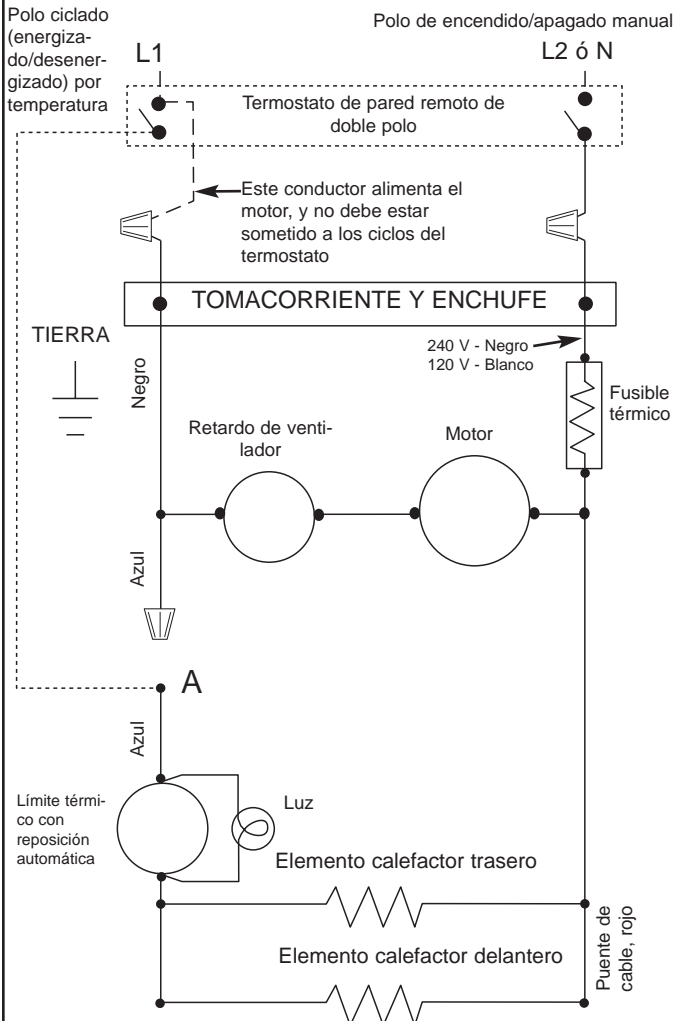 Polo ciclado
(energiza-
do/desener-
gizado) por
temperatura
Polo de encendido/apagado manual
L1
L2 ó N
Termostato de pared remoto de
doble polo
Este conductor alimenta el
motor, y no debe estar
sometido a los ciclos del
termostato
TOMACORRIENTE Y ENCHUFE
TIERRA
Negro
240 V - Negro
120 V - Blanco
Fusible
térmico
Retardo de venti-
lador
Motor
Azul
A
Azul
Límite térmi-
co con
reposición
automática
Luz
Elemento calefactor trasero
Elemento calefactor delantero
Puente de
cable, rojo